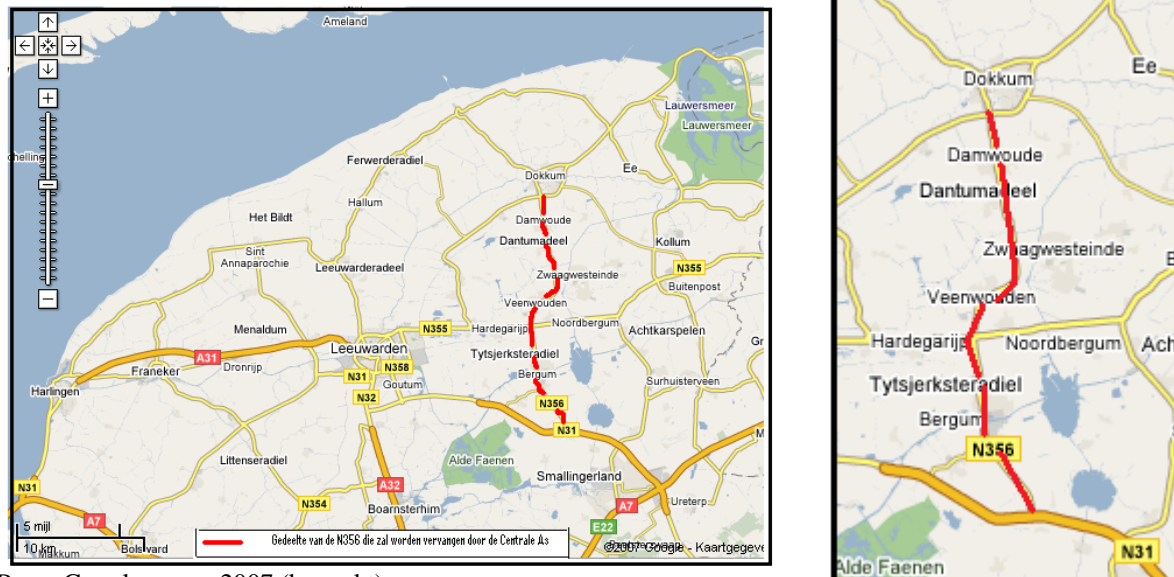 Ameland
Lauwersmeer
Lauwersmeer
Ferwerderadiel
Dokkum
Ee
Hallum
Het Bildt
Damwoude
Dantumadeel
Kollum
Sint
Annaparochie
Leeuwarderadeel
Zwaagwesteinde
N355
Buitenpost
Veenwouden
Menaldum
N355
Hardegarijp
Noordbergum
Achtkarspelen
Leeuwarden
Tytsjerksteradiel
A31
Franeker
Dronrijp
N31
N358
Goutum
Bergum
Surhuisterveen
Harlingen
N32
N356
N31
Littenseradiel
Alde Faenen
Smallingerland
N31
A32
N354
Boarnsterhim
A7
Ureterp
A7
E22
5 mijl
10 km
Makkum
Bolsward
Gedeelte van de N356 die zal worden vervangen door de Centrale As
©2007 Google - Kaartgegeve
Dokkum
Ee
Damwoude
Dantumadeel
Zwaagwesteinde
Veenwouden
Hardegarijp
Noordbergum
Ach
Tytsjerksteradiel
Bergum
N356
N31
Alde Faenen